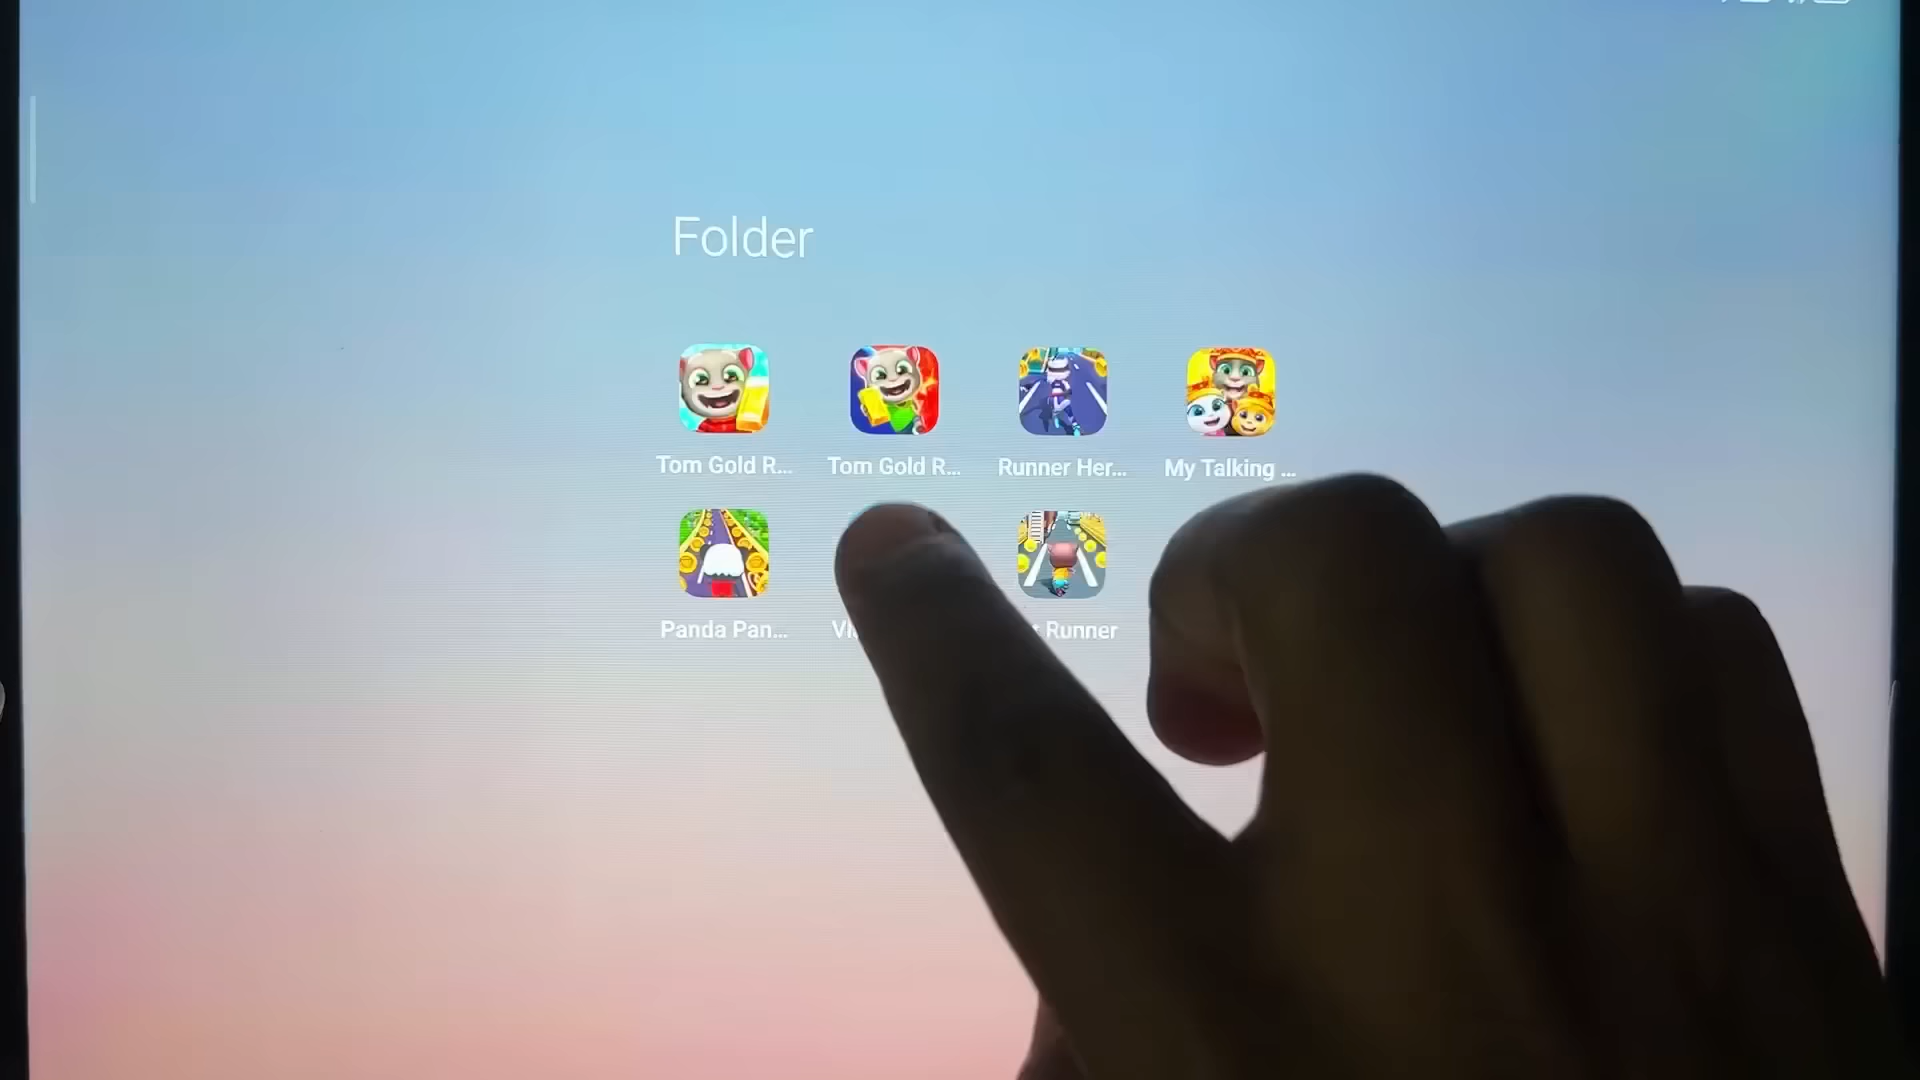 Folder
Tom Gold R... Tom Gold R... Runner Her... My Talking ...
Panda Pan... Runner